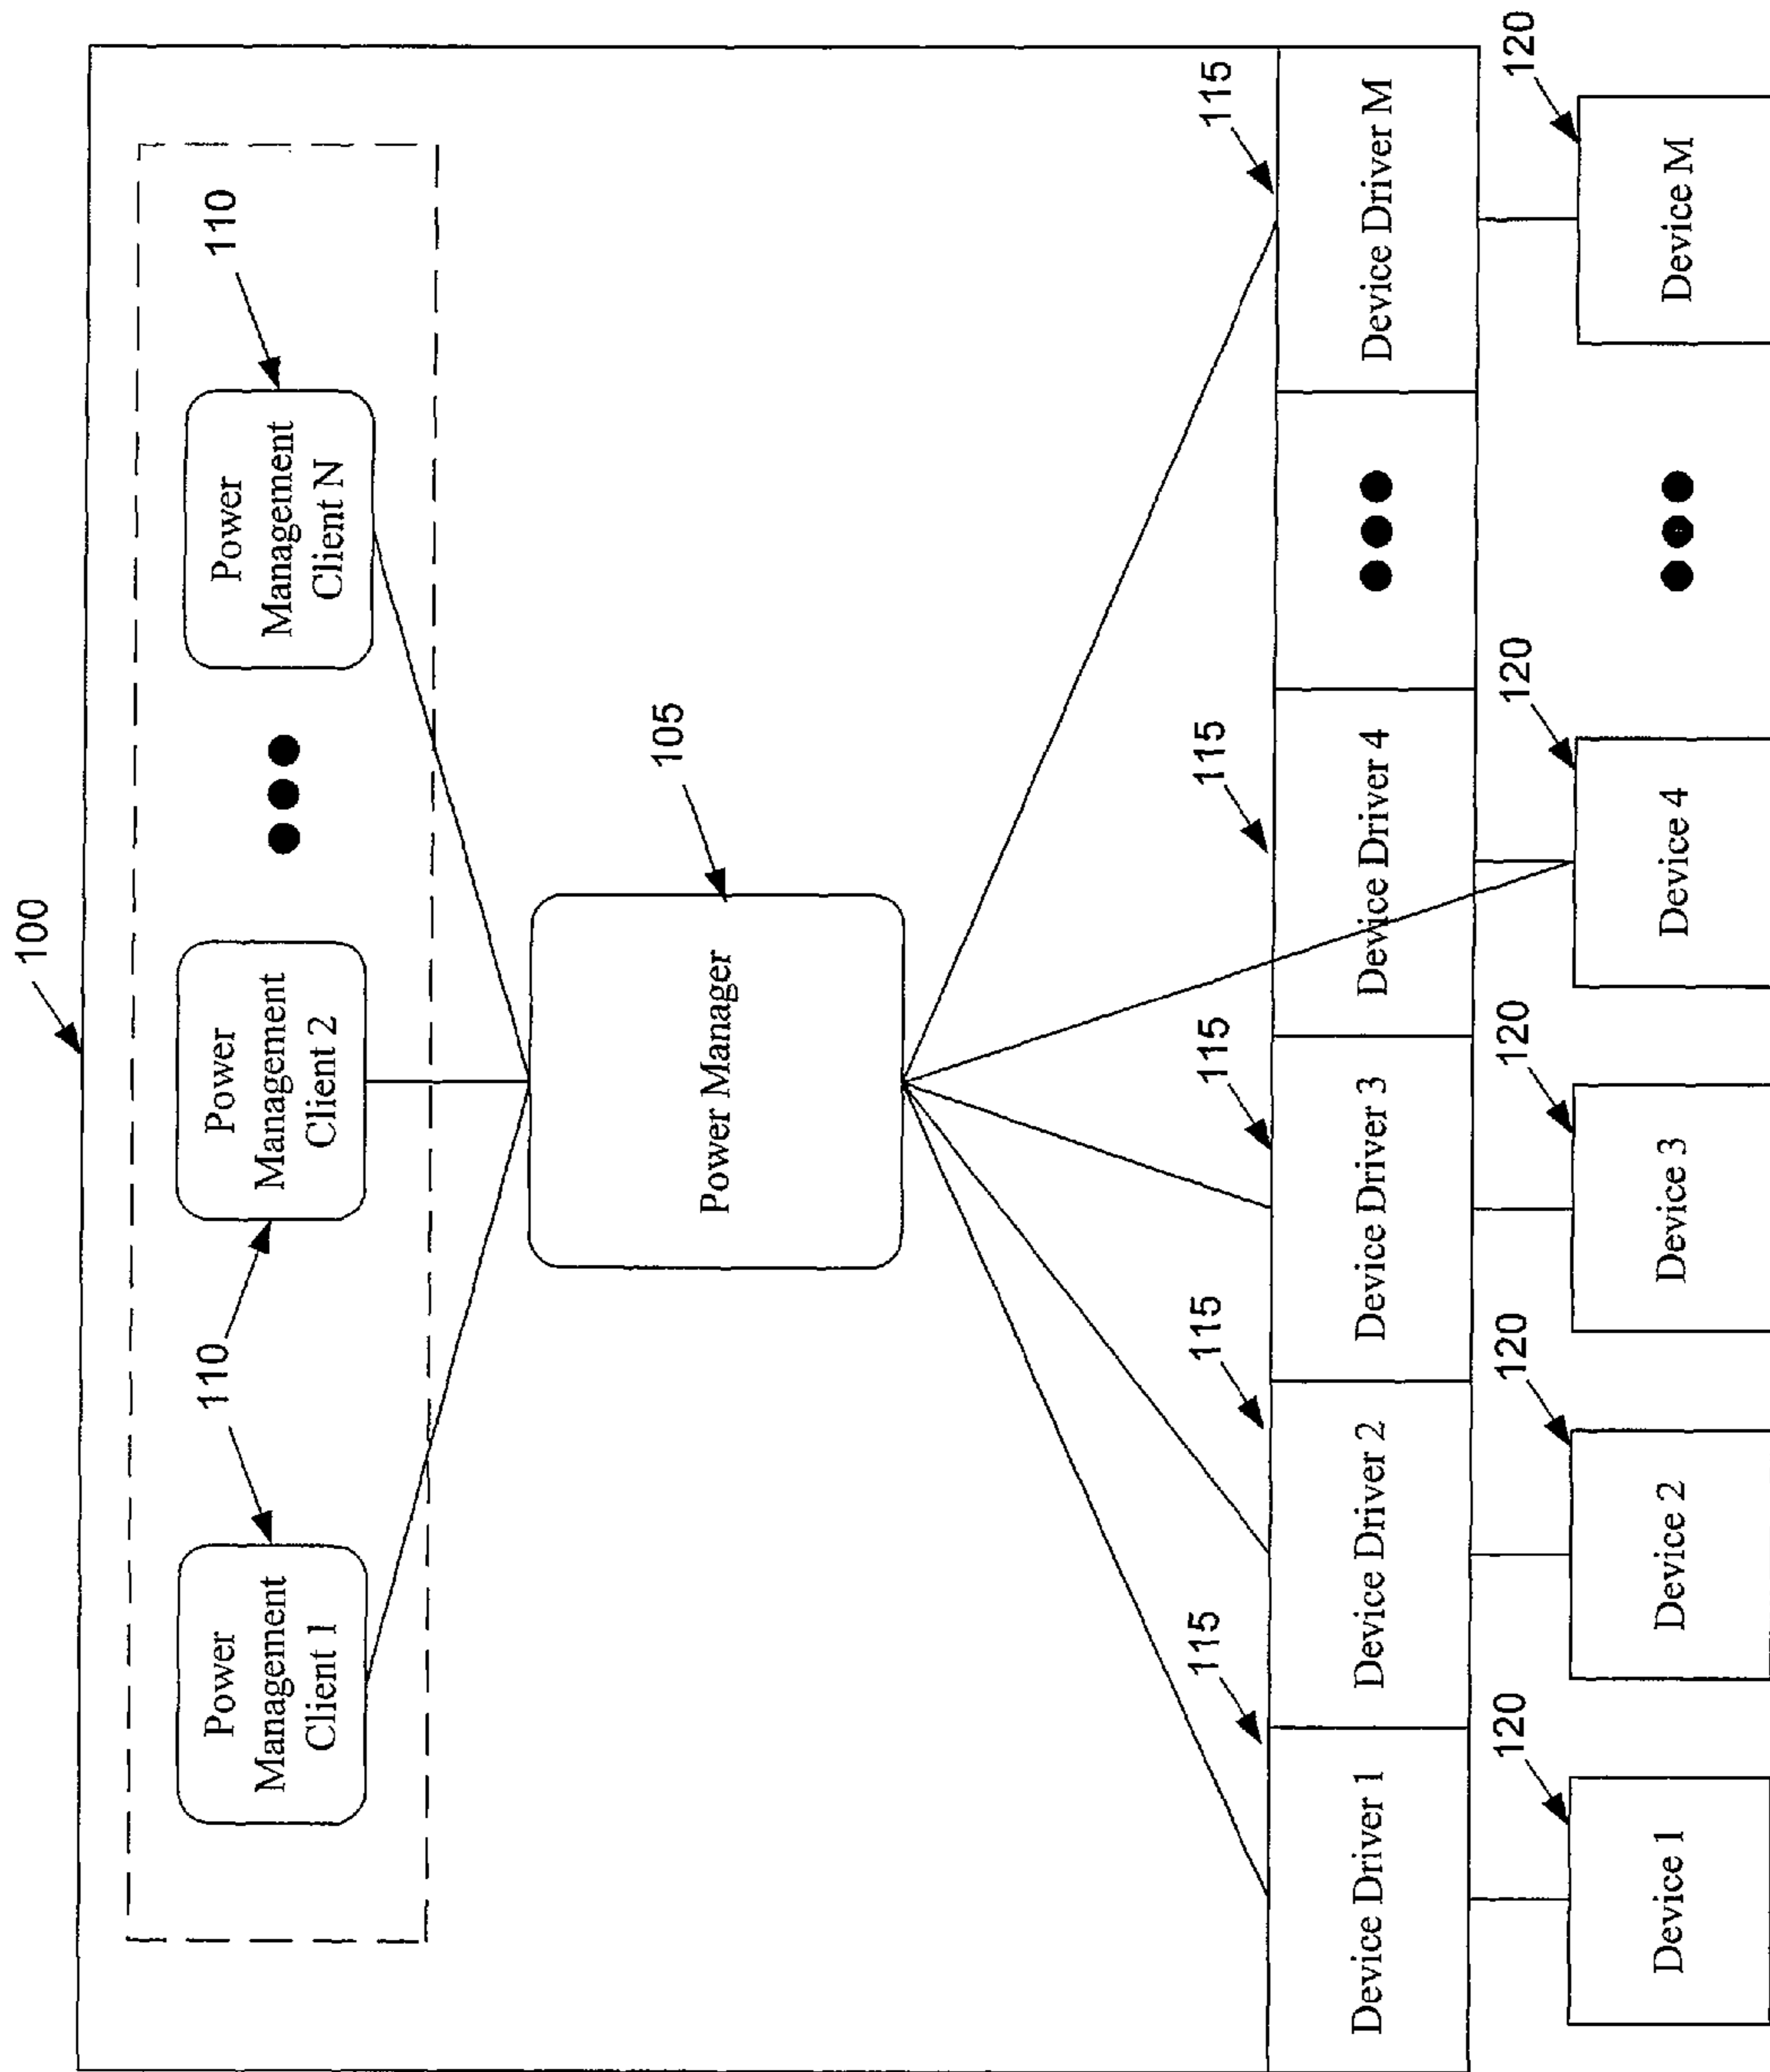 100
110
110
Power
Management
Client 1
Power
Management
Client 2
Power
Management
Client N
105
Power Manager
115
115
115
115
115
Device Driver 1
Device Driver 2
Device Driver 3
Device Driver 4
Device Driver M
120
120
120
120
120
Device 1
Device 2
Device 3
Device 4
Device M